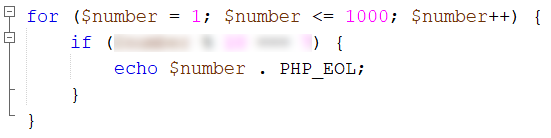 for ($number = 1; $number <= 1000; $number++) {
if () {
echo $number . PHP_EOL;
}
}